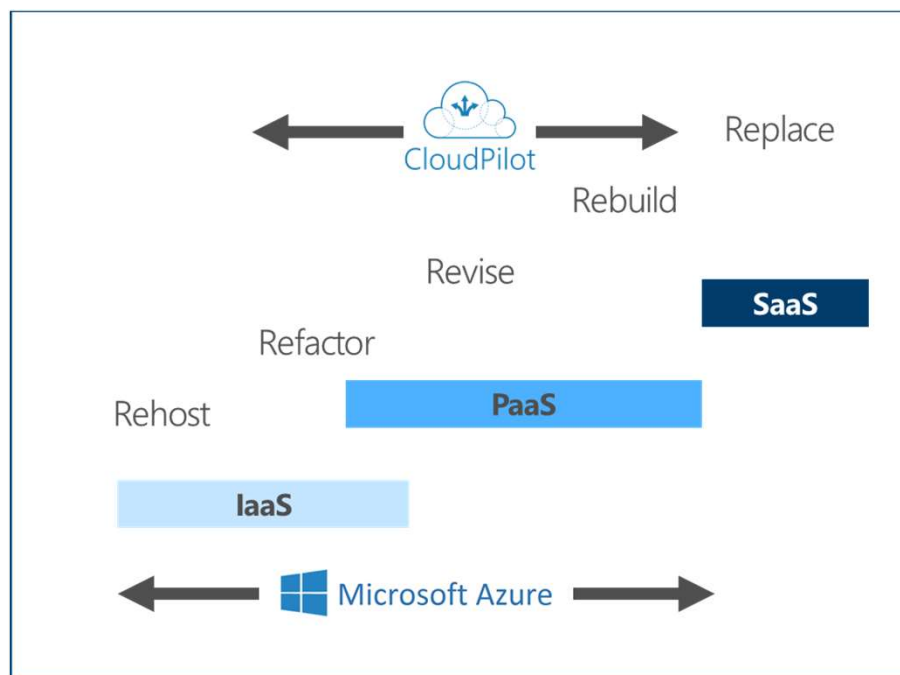 CloudPilot
Replace
Rebuild
Revise
SaaS
Refactor
PaaS
Rehost
IaaS
Microsoft Azure